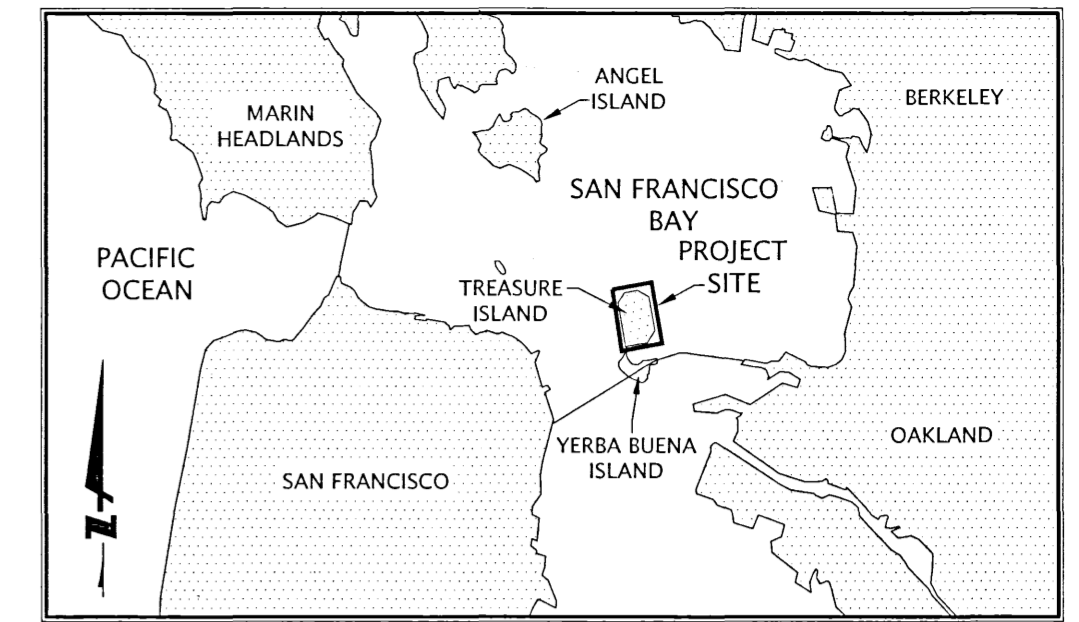 ANGEL
ISLAND
BERKELEY
MARIN
HEADLANDS
SAN FRANCISCO
BAY
PROJECT
SITE
PACIFIC
OCEAN
TREASURE
ISLAND
YERBA BUENA
ISLAND
OAKLAND
SAN FRANCISCO
N